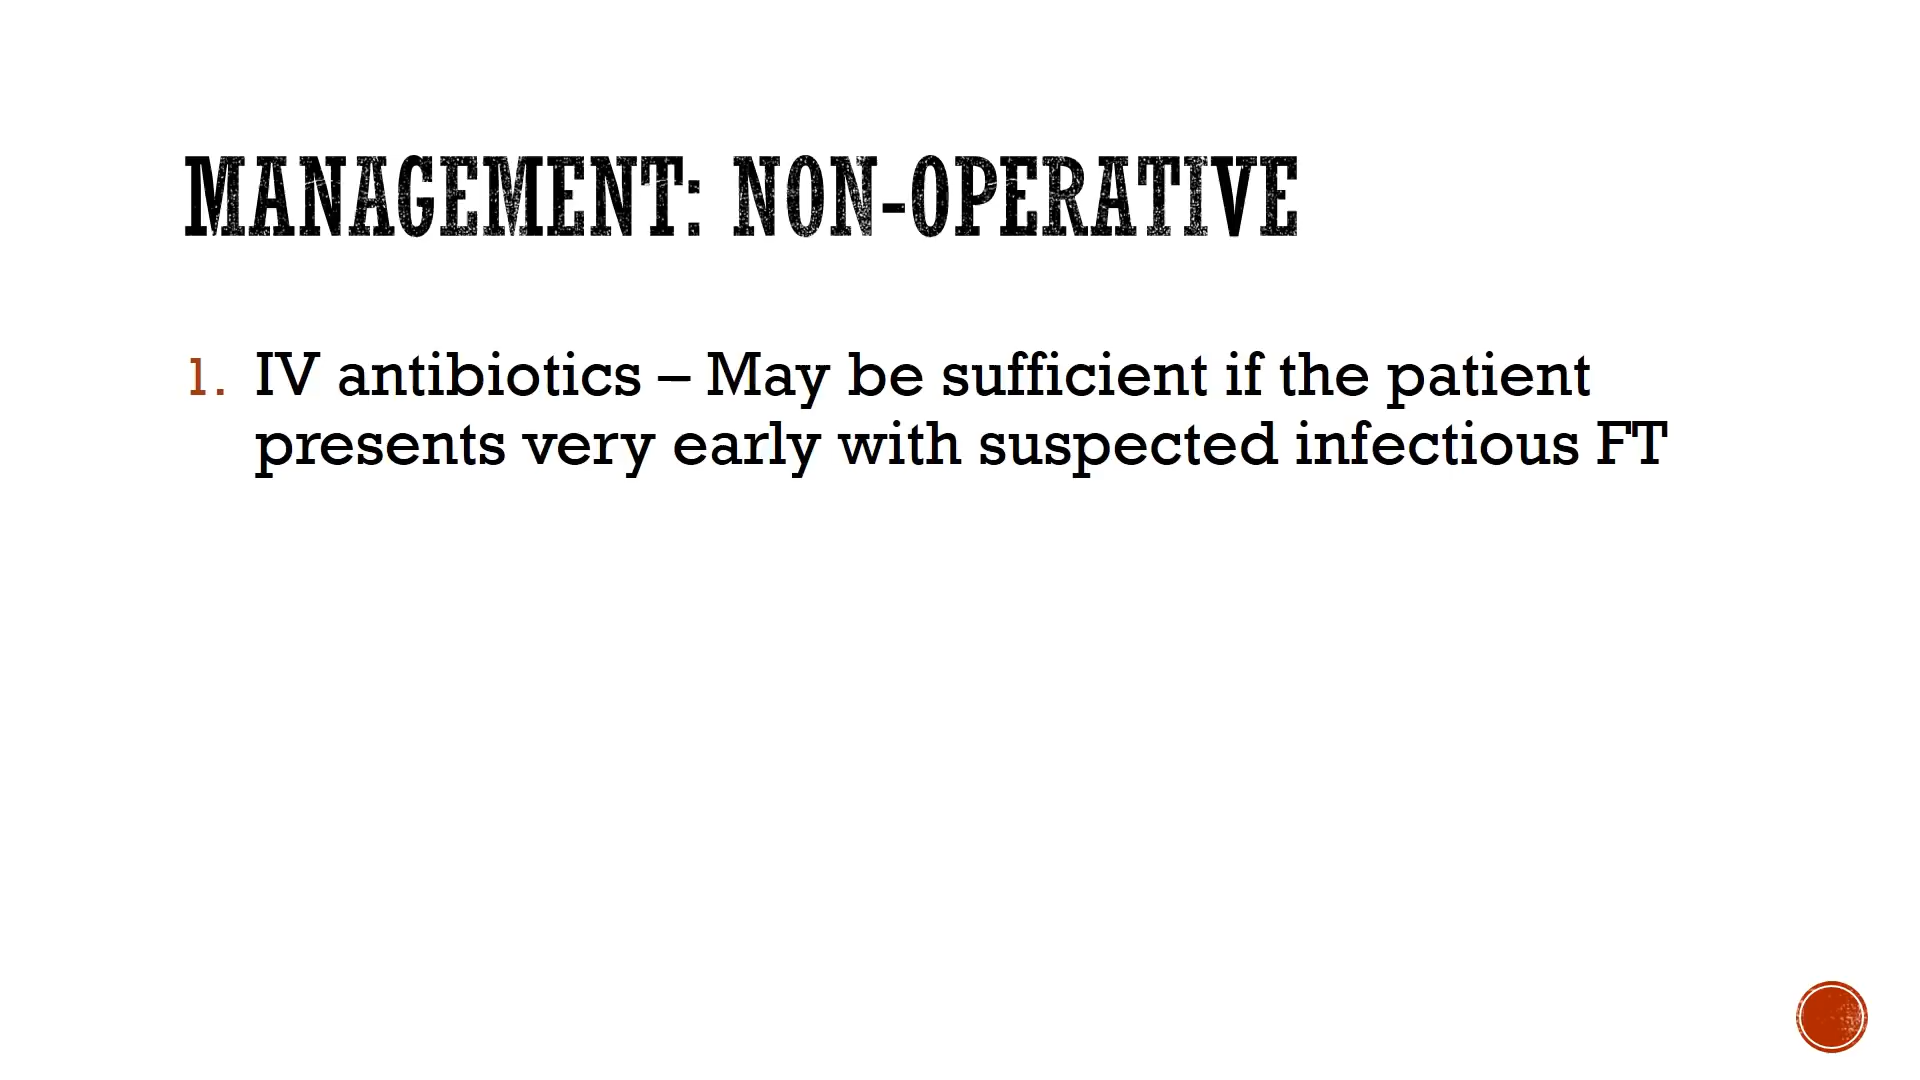 MANAGEMENT: NON-OPERATIVE
1. IV antibiotics – May be sufficient if the patient
presents very early with suspected infectious FT